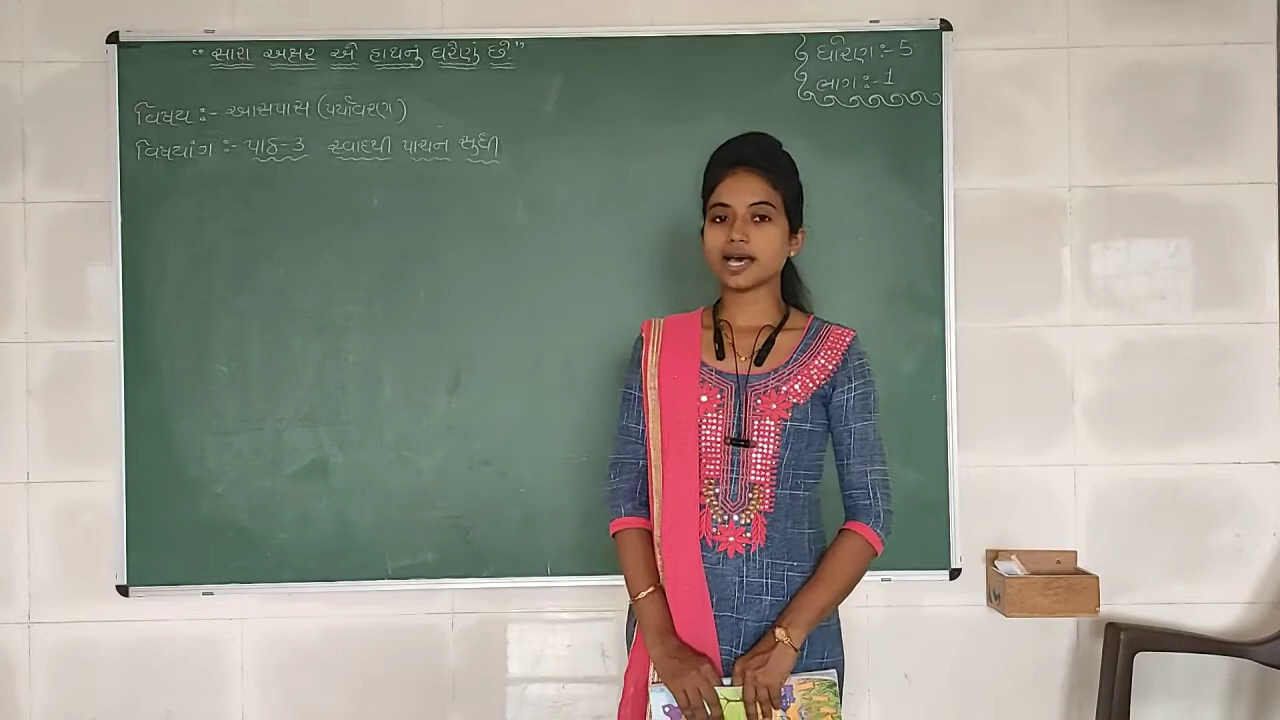 "સારા અક્ષર એ હાથનું ઘરેણું છે."
ધોરણ:- 5
ભાગ:-1
વિષય :- આસપાસ (પર્યાવરણ)
વિષયાંગ :- પાઠ-3 સ્વાદથી પાચન સુધી